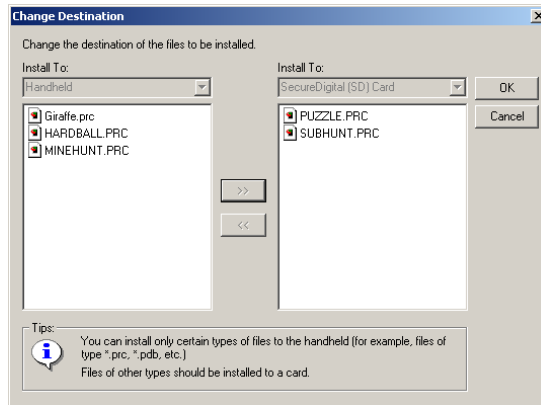 Change Destination
Change the destination of the files to be installed.
Install To:
Install To:
Handheld
SecureDigital (SD) Card
OK
Cancel
Giraffe.prc
HARDBALL.PRC
MINEHUNT.PRC
PUZZLE.PRC
SUBHUNT.PRC
>>
<<
Tips:
You can install only certain types of files to the handheld (for example, files of
type *.prc, *.pdb, etc.)
Files of other types should be installed to a card.